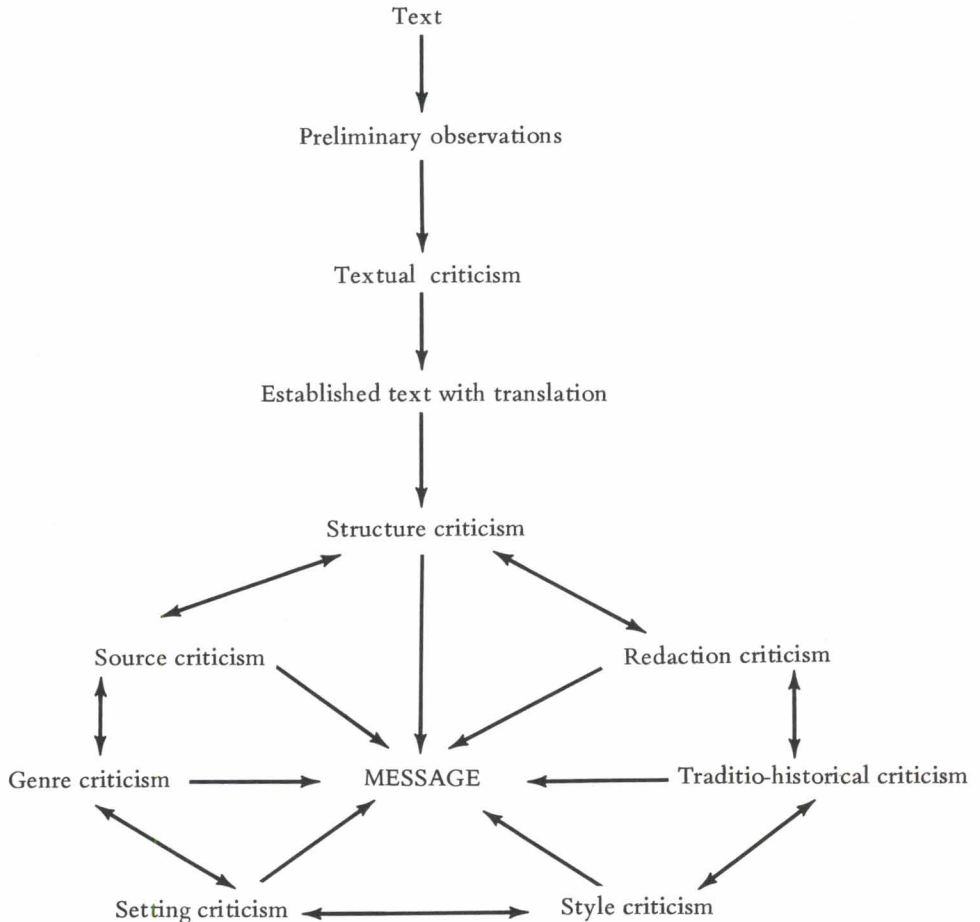 Text
Preliminary observations
Textual criticism
Established text with translation
Structure criticism
Source criticism
Redaction criticism
Genre criticism
MESSAGE
Traditio-historical criticism
Setting criticism
Style criticism